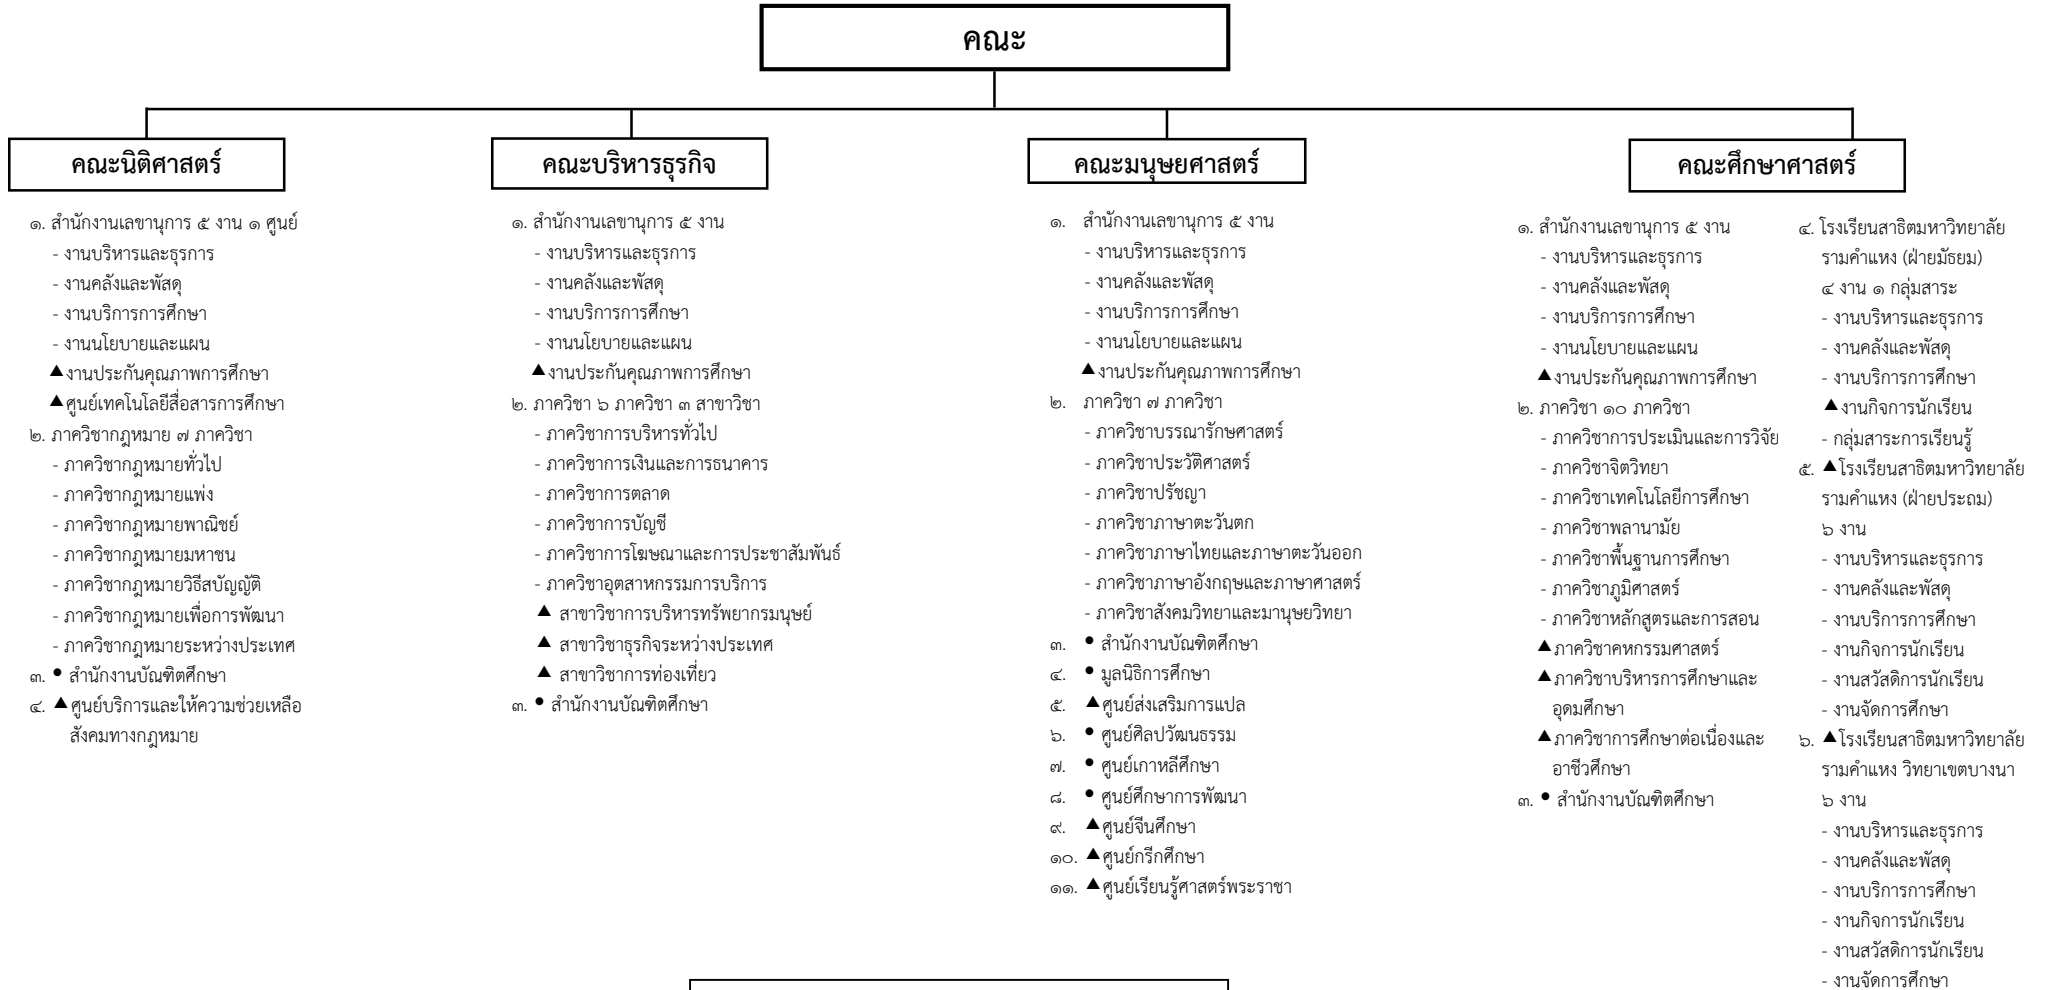 คณะ
คณะนิติศาสตร์
๑. สำนักงานเลขานุการ ๕ งาน ๑ ศูนย์
- งานบริหารและธุรการ
- งานคลังและพัสดุ
- งานบริการการศึกษา
- งานนโยบายและแผน
▲งานประกันคุณภาพการศึกษา
▲ศูนย์เทคโนโลยีสื่อสารการศึกษา
๒. ภาควิชากฎหมาย ๗ ภาควิชา
- ภาควิชากฎหมายทั่วไป
- ภาควิชากฎหมายแพ่ง
- ภาควิชากฎหมายพาณิชย์
- ภาควิชากฎหมายมหาชน
- ภาควิชากฎหมายวิธีสบัญญัติ
- ภาควิชากฎหมายเพื่อการพัฒนา
- ภาควิชากฎหมายระหว่างประเทศ
๓. ● สำนักงานบัณฑิตศึกษา
๔. ▲ศูนย์บริการและให้ความช่วยเหลือ
สังคมทางกฎหมาย
คณะบริหารธุรกิจ
๑. สำนักงานเลขานุการ ๕ งาน
- งานบริหารและธุรการ
- งานคลังและพัสดุ
- งานบริการการศึกษา
- งานนโยบายและแผน
▲งานประกันคุณภาพการศึกษา
๒. ภาควิชา ๖ ภาควิชา ๓ สาขาวิชา
- ภาควิชาการบริหารทั่วไป
- ภาควิชาการเงินและการธนาคาร
- ภาควิชาการตลาด
- ภาควิชาการบัญชี
- ภาควิชาการโฆษณาและการประชาสัมพันธ์
- ภาควิชาอุตสาหกรรมการบริการ
▲ สาขาวิชาการบริหารทรัพยากรมนุษย์
▲ สาขาวิชาธุรกิจระหว่างประเทศ
▲ สาขาวิชาการท่องเที่ยว
๓. ● สำนักงานบัณฑิตศึกษา
คณะมนุษยศาสตร์
๑. สำนักงานเลขานุการ ๕ งาน
- งานบริหารและธุรการ
- งานคลังและพัสดุ
- งานบริการการศึกษา
- งานนโยบายและแผน
▲งานประกันคุณภาพการศึกษา
๒. ภาควิชา ๗ ภาควิชา
- ภาควิชาบรรณารักษศาสตร์
- ภาควิชาประวัติศาสตร์
- ภาควิชาปรัชญา
- ภาควิชาภาษาตะวันตก
- ภาควิชาภาษาไทยและภาษาตะวันออก
- ภาควิชาภาษาอังกฤษและภาษาศาสตร์
- ภาควิชาสังคมวิทยาและมานุษยวิทยา
๓. ● สำนักงานบัณฑิตศึกษา
๔. ● มูลนิธิการศึกษา
๕. ▲ศูนย์ส่งเสริมการแปล
๖. ● ศูนย์ศิลปวัฒนธรรม
๗. ● ศูนย์เกาหลีศึกษา
๘. ● ศูนย์ศึกษาการพัฒนา
๙. ▲ศูนย์จีนศึกษา
๑๐. ▲ศูนย์กรีกศึกษา
๑๑. ▲ศูนย์เรียนรู้ศาสตร์พระราชา
คณะศึกษาศาสตร์
๑. สำนักงานเลขานุการ ๕ งาน
- งานบริหารและธุรการ
- งานคลังและพัสดุ
- งานบริการการศึกษา
- งานนโยบายและแผน
▲งานประกันคุณภาพการศึกษา
๒. ภาควิชา ๑๐ ภาควิชา
- ภาควิชาการประเมินและการวิจัย
- ภาควิชาจิตวิทยา
- ภาควิชาเทคโนโลยีการศึกษา
- ภาควิชาพลานามัย
- ภาควิชาพื้นฐานการศึกษา
- ภาควิชาภูมิศาสตร์
- ภาควิชาหลักสูตรและการสอน
▲ภาควิชาคหกรรมศาสตร์
▲ภาควิชาบริหารการศึกษาและ
อุดมศึกษา
▲ภาควิชาการศึกษาต่อเนื่องและ
อาชีวศึกษา
๓. ● สำนักงานบัณฑิตศึกษา
๔. โรงเรียนสาธิตมหาวิทยาลัย
รามคำแหง (ฝ่ายมัธยม)
๔ งาน ๑ กลุ่มสาระ
- งานบริหารและธุรการ
- งานคลังและพัสดุ
- งานบริการการศึกษา
▲งานกิจการนักเรียน
- กลุ่มสาระการเรียนรู้
๕. ▲โรงเรียนสาธิตมหาวิทยาลัย
รามคำแหง (ฝ่ายประถม)
๖ งาน
- งานบริหารและธุรการ
- งานคลังและพัสดุ
- งานบริการการศึกษา
- งานกิจการนักเรียน
- งานสวัสดิการนักเรียน
- งานจัดการศึกษา
๖. ▲โรงเรียนสาธิตมหาวิทยาลัย
รามคำแหง วิทยาเขตบางนา
๖ งาน
- งานบริหารและธุรการ
- งานคลังและพัสดุ
- งานบริการการศึกษา
- งานกิจการนักเรียน
- งานสวัสดิการนักเรียน
- งานจัดการศึกษา